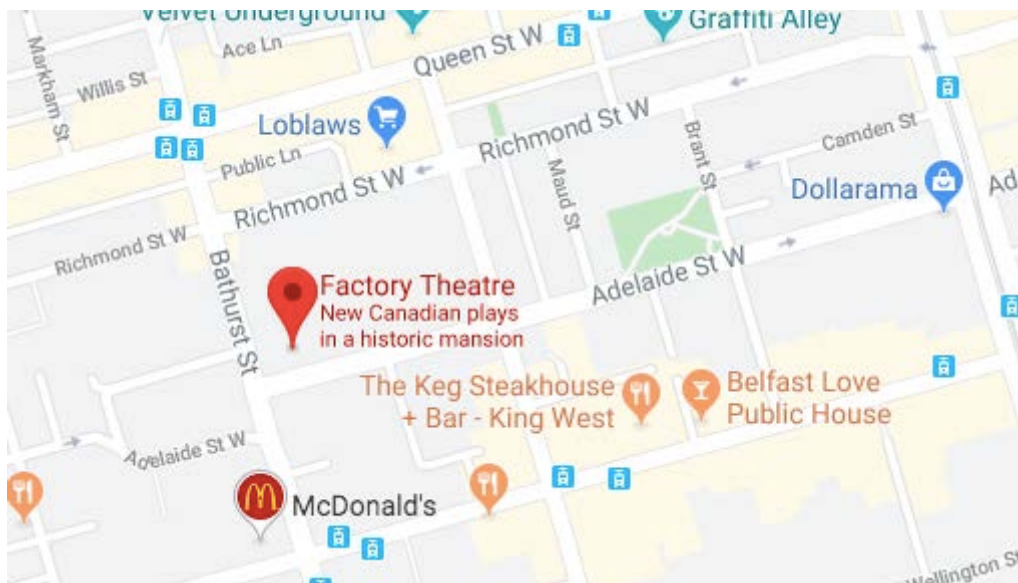 Velvet Underground
Graffiti Alley
Ace Ln
Queen St W
Markham St
Willis St
Loblaws
Richmond St W
Brant St
Camden St
Public Ln
Maud St
Dollarama
Ad
Richmond St W
Richmond St W
Bathurst St
Factory Theatre
New Canadian plays
in a historic mansion
Adelaide St W
The Keg Steakhouse
+ Bar - King West
Belfast Love
Public House
Adelaide St W
McDonald's
Wellington St